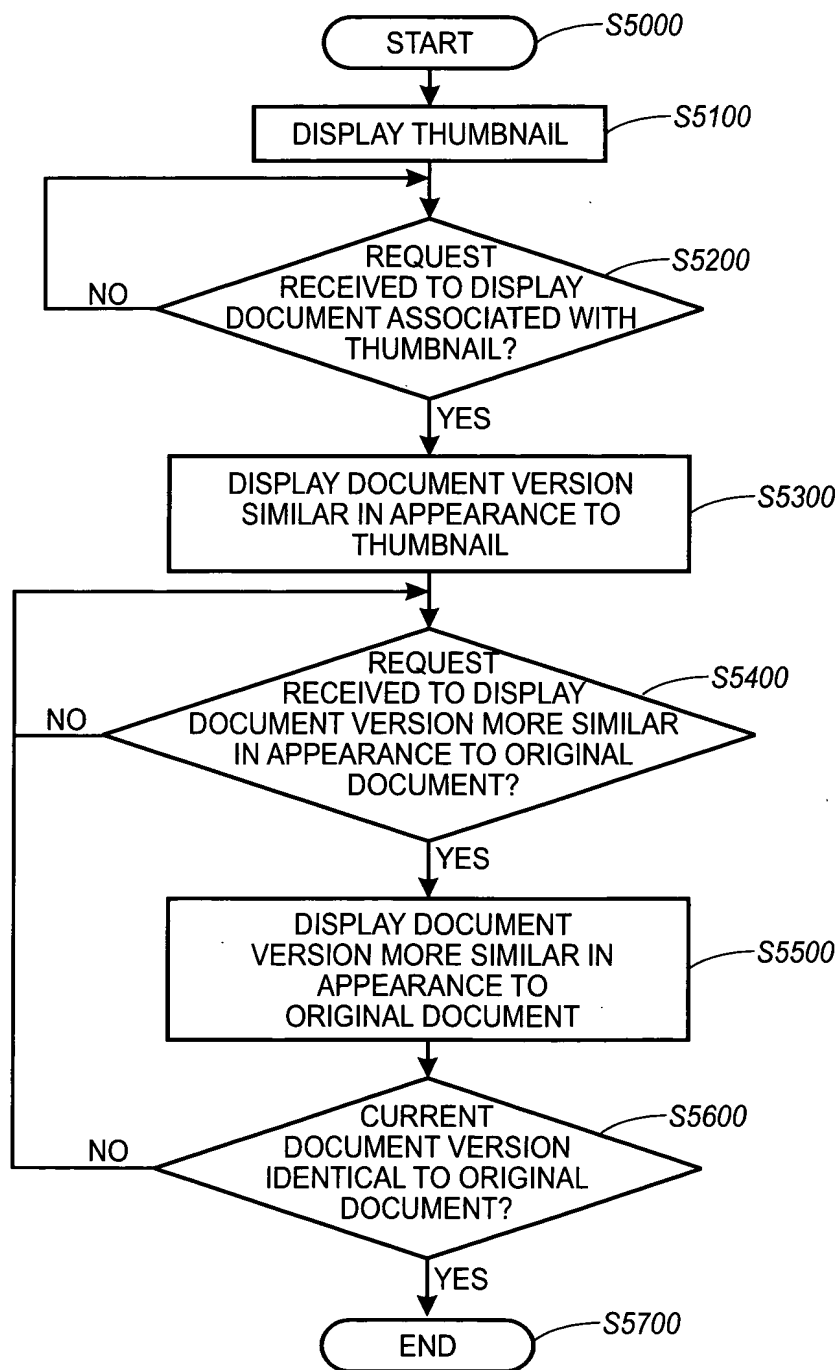 START
S5000
DISPLAY THUMBNAIL
S5100
REQUEST
RECEIVED TO DISPLAY
DOCUMENT ASSOCIATED WITH
THUMBNAIL?
S5200
NO
YES
DISPLAY DOCUMENT VERSION
SIMILAR IN APPEARANCE TO
THUMBNAIL
S5300
REQUEST
RECEIVED TO DISPLAY
DOCUMENT VERSION MORE SIMILAR
IN APPEARANCE TO ORIGINAL
DOCUMENT?
S5400
NO
YES
DISPLAY DOCUMENT
VERSION MORE SIMILAR IN
APPEARANCE TO
ORIGINAL DOCUMENT
S5500
CURRENT
DOCUMENT VERSION
IDENTICAL TO ORIGINAL
DOCUMENT?
S5600
NO
YES
END
S5700